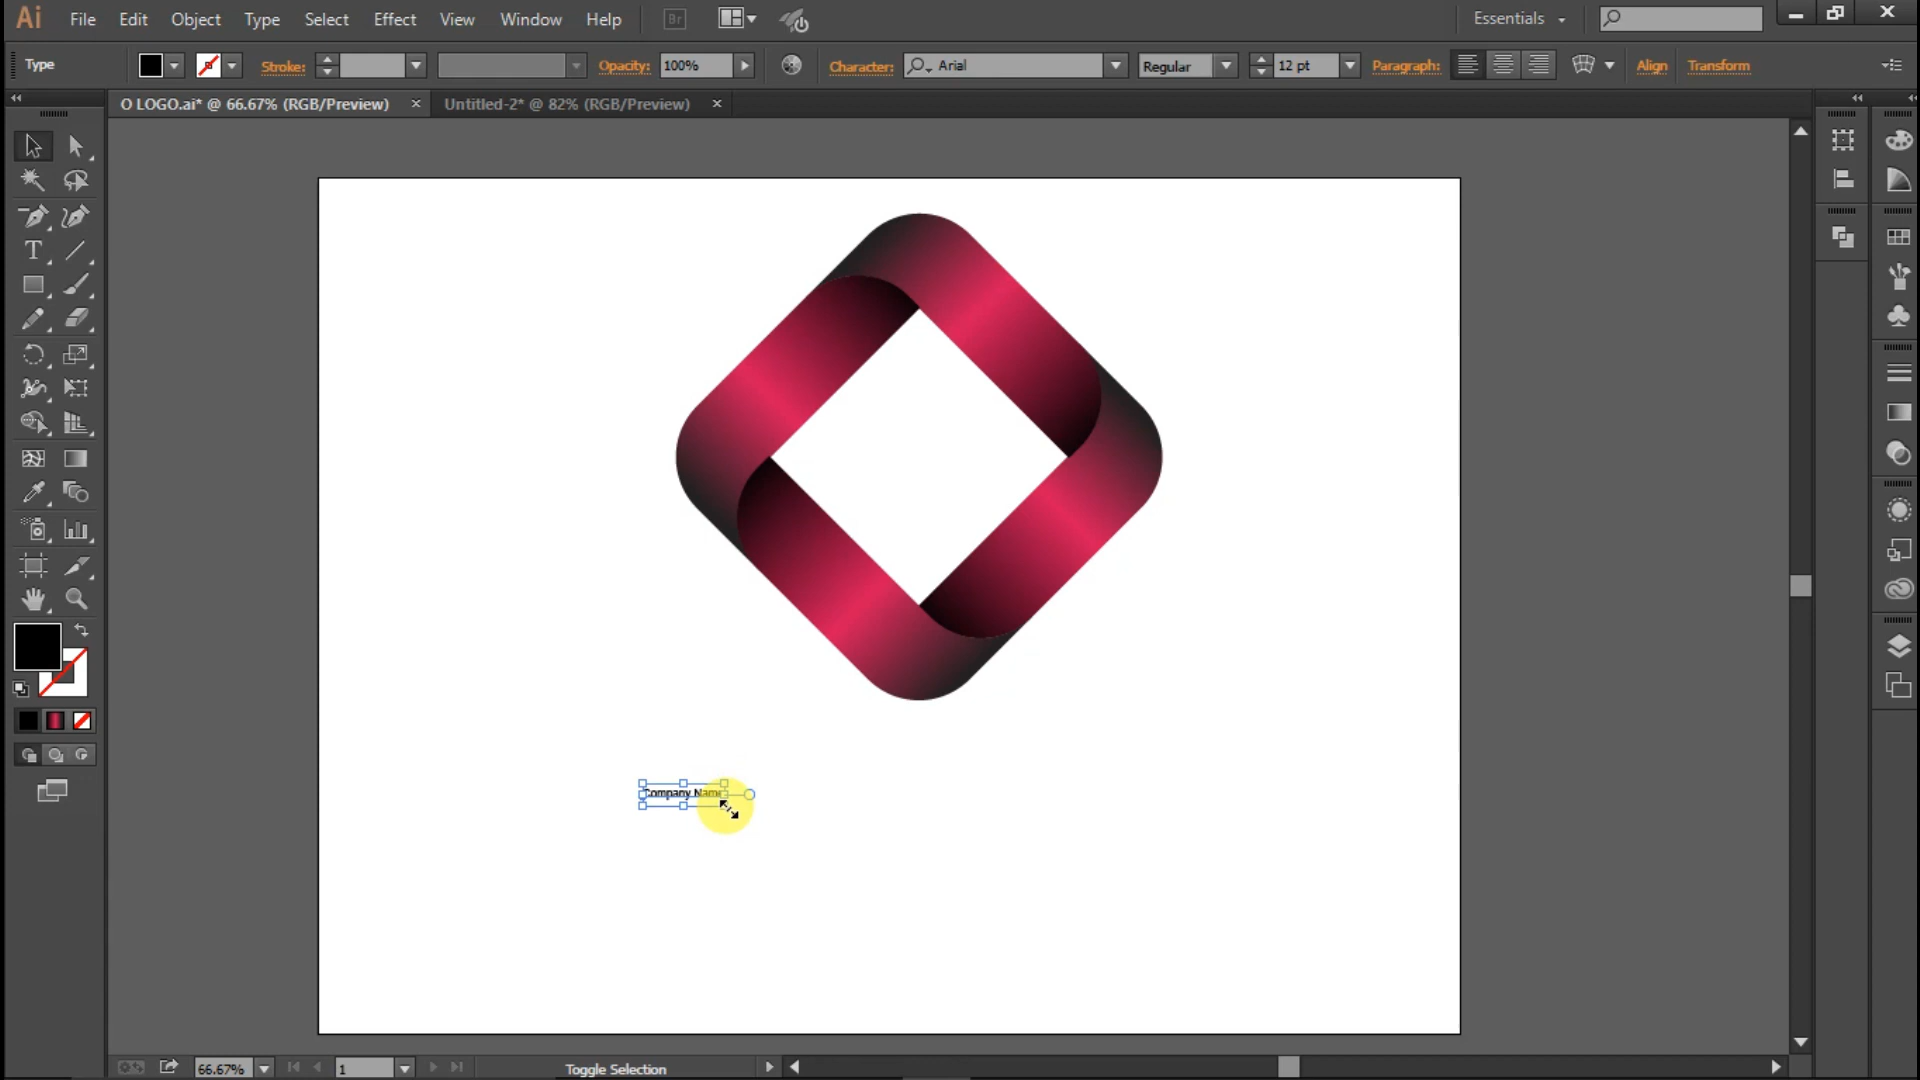 Ai File Edit Object Type Select Effect View Window Help Br Essentials
Type Stroke: Opacity: 100% Character: Arial Regular 12 pt Paragraph: Align Transform
O LOGO.ai* @ 66.67% (RGB/Preview) × Untitled-2* @ 82% (RGB/Preview) ×
T
Company Name
66.67% 1 Toggle Selection